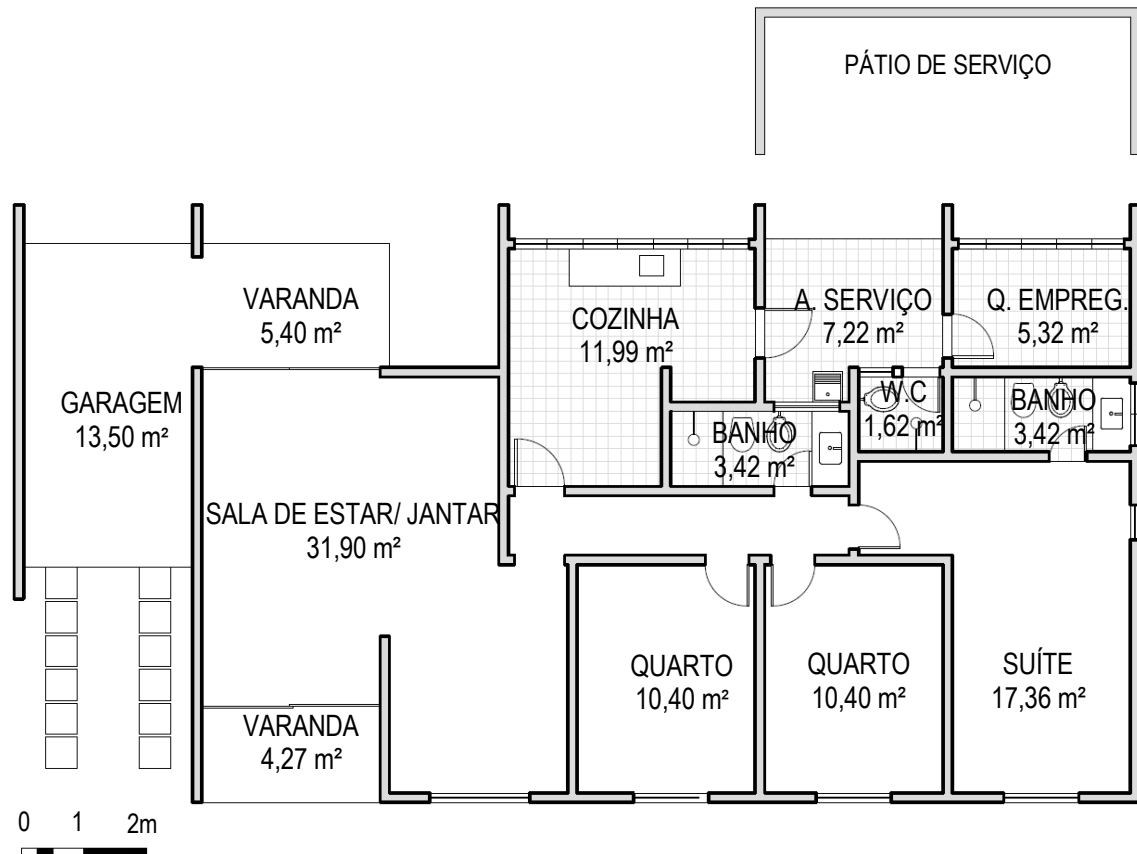 PÁTIO DE SERVIÇO
VARANDA
5,40 m²
COZINHA
11,99 m²
A. SERVIÇO
7,22 m²
Q. EMPREG.
5,32 m²
GARAGEM
13,50 m²
W.C
1,62 m²
BANHO
3,42 m²
BANHO
3,42 m²
SALA DE ESTAR/ JANTAR
31,90 m²
QUARTO
10,40 m²
QUARTO
10,40 m²
SUÍTE
17,36 m²
VARANDA
4,27 m²
0 1 2m